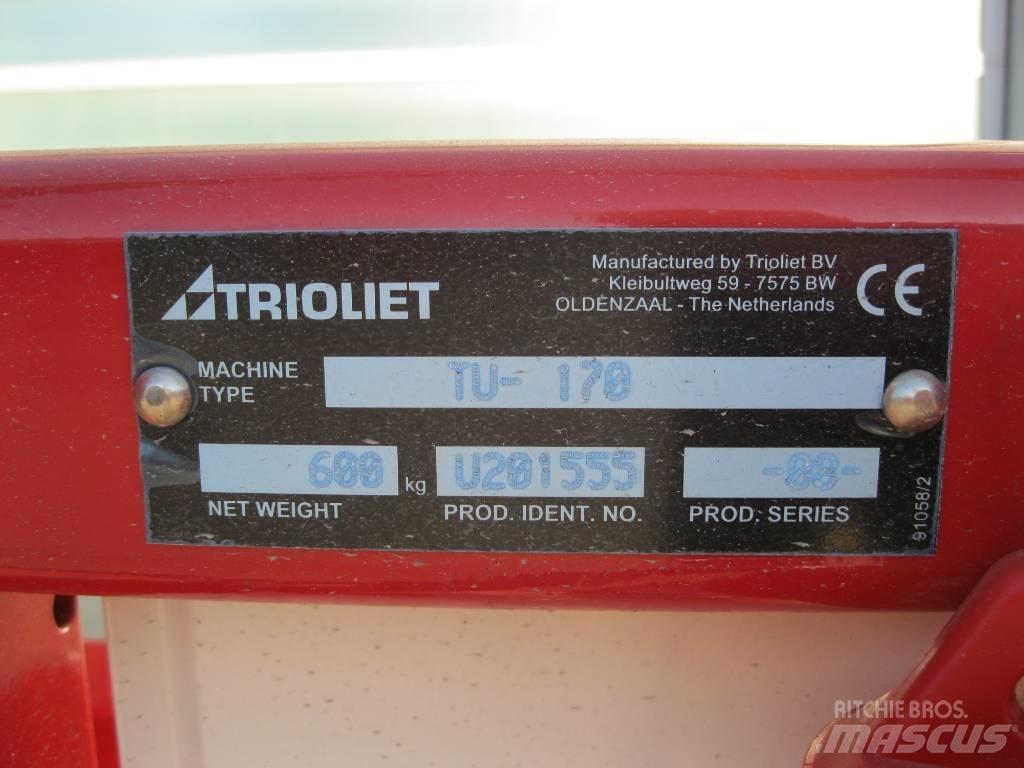 TRIOLIET
Manufactured by Trioliet BV
Kleibultweg 59 - 7575 BW
OLDENZAAL - The Netherlands
CE
MACHINE TYPE
TU- 170
600 kg
NET WEIGHT
U201555
PROD. IDENT. NO.
-08-
PROD. SERIES
91058/2
RITCHIE BROS.
MASCUS